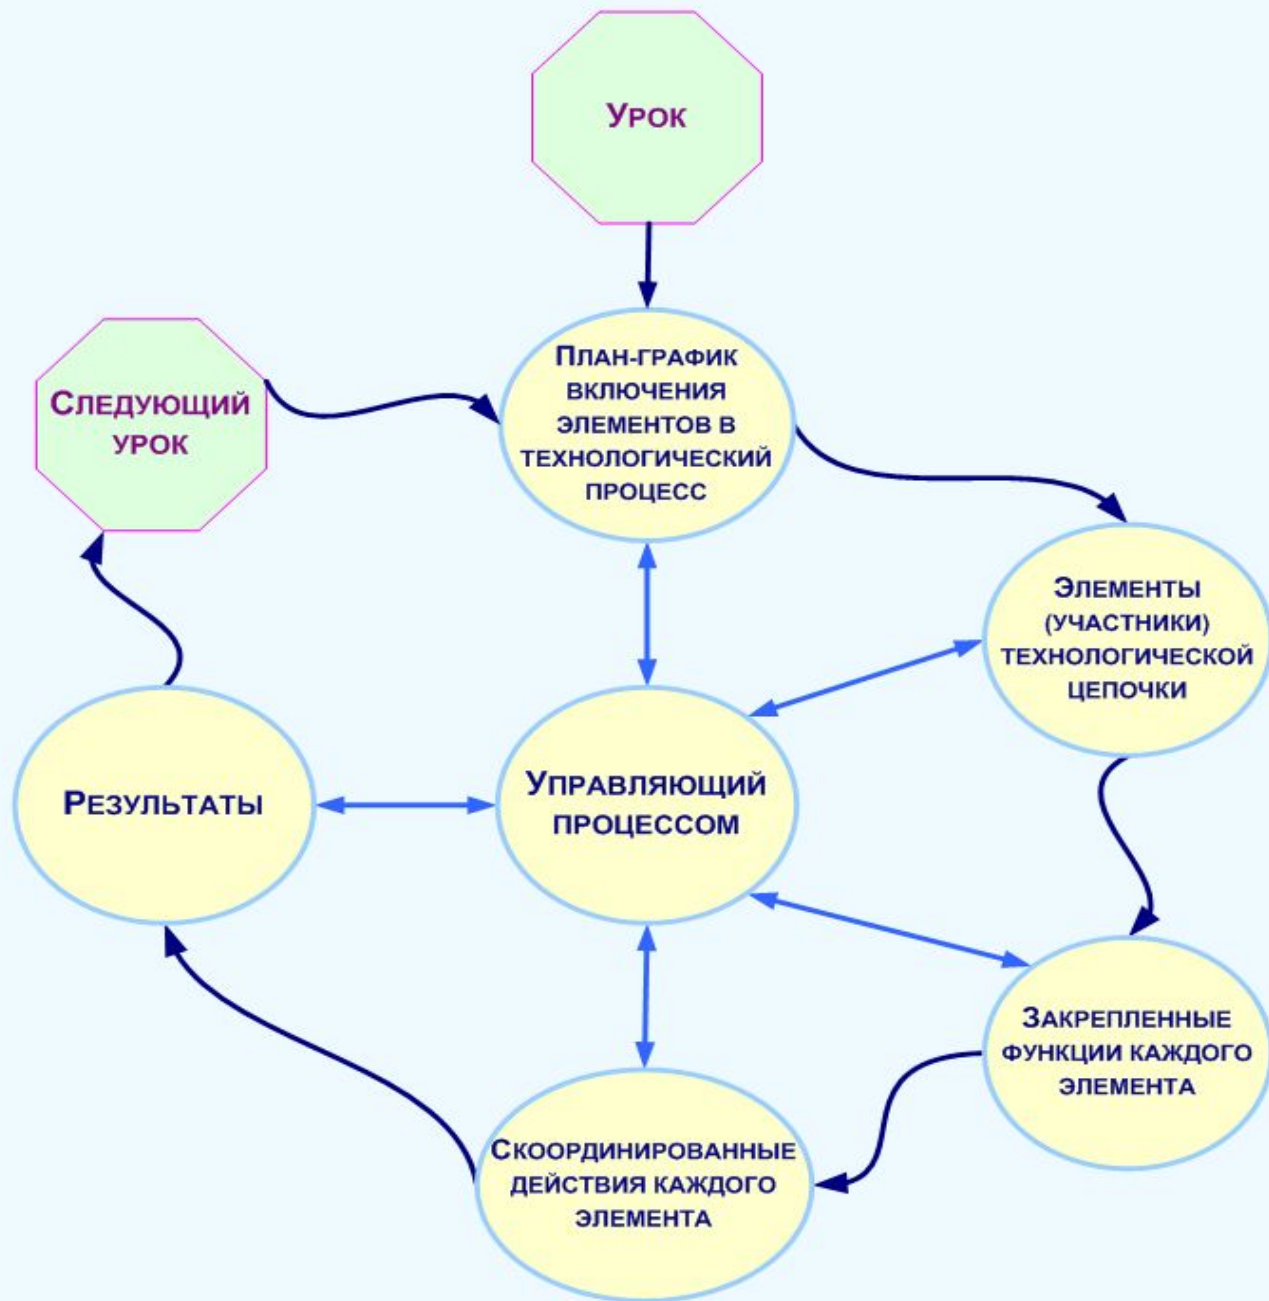 УРОК
ПЛАН-ГРАФИК
ВКЛЮЧЕНИЯ
ЭЛЕМЕНТОВ В
ТЕХНОЛОГИЧЕСКИЙ
ПРОЦЕСС
СЛЕДУЮЩИЙ
УРОК
ЭЛЕМЕНТЫ
(УЧАСТНИКИ)
ТЕХНОЛОГИЧЕСКОЙ
ЦЕПОЧКИ
УПРАВЛЯЮЩИЙ
ПРОЦЕССОМ
РЕЗУЛЬТАТЫ
ЗАКРЕПЛЕННЫЕ
ФУНКЦИИ КАЖДОГО
ЭЛЕМЕНТА
СКООРДИНИРОВАННЫЕ
ДЕЙСТВИЯ КАЖДОГО
ЭЛЕМЕНТА